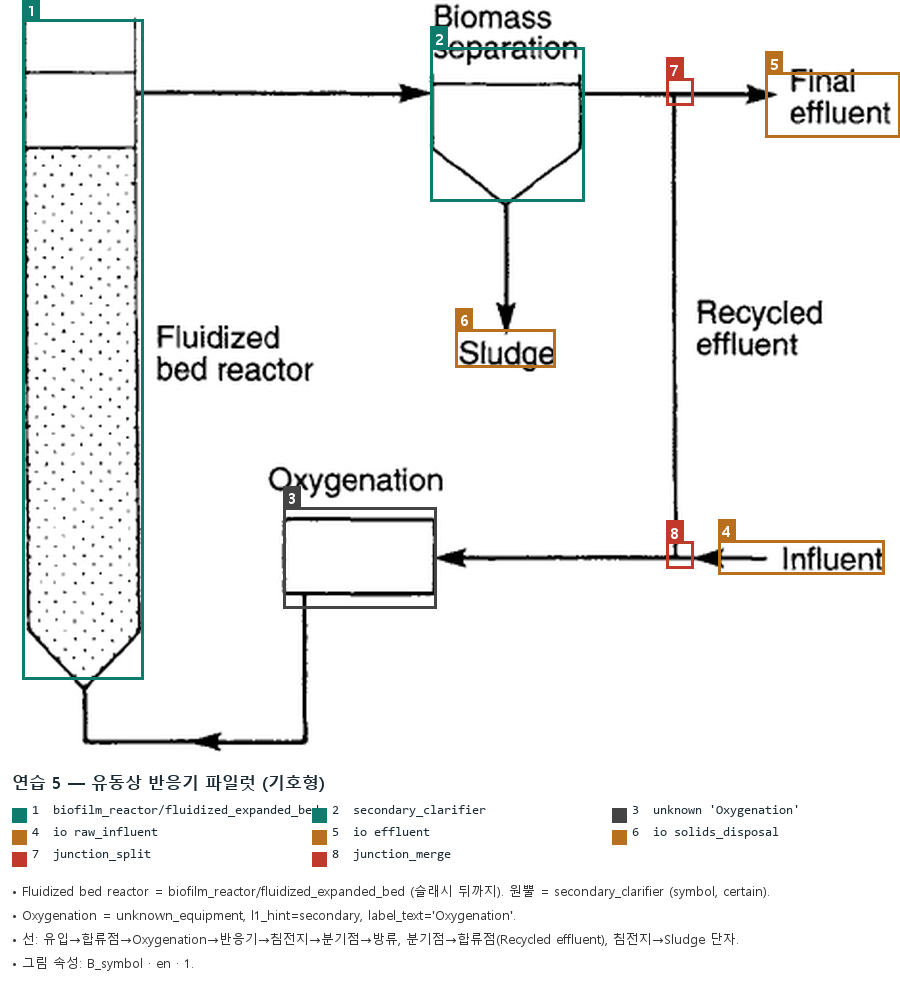 1
Biomass
separation
2
7
5
Final
effluent
Fluidized
bed reactor
6
Sludge
Recycled
effluent
Oxygenation
3
8
4
Influent
연습 5 — 유동상 반응기 파일럿 (기호형)
1 biofilm_reactor/fluidized_expanded_bed
2 secondary_clarifier
3 unknown 'Oxygenation'
4 io raw_influent
5 io effluent
6 io solids_disposal
7 junction_split
8 junction_merge
• Fluidized bed reactor = biofilm_reactor/fluidized_expanded_bed (슬래시 뒤까지). 원뿔 = secondary_clarifier (symbol, certain).
• Oxygenation = unknown_equipment, l1_hint=secondary, label_text='Oxygenation'.
• 선: 유입→합류점→Oxygenation→반응기→침전지→분기점→방류, 분기점→합류점(Recycled effluent), 침전지→Sludge 단자.
• 그림 속성: B_symbol · en · 1.